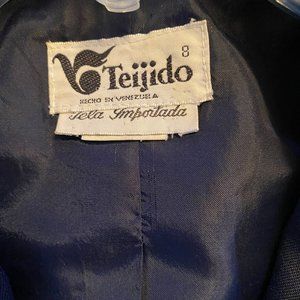 8
Teijido
HECHO EN VENEZUELA
Tela Importada